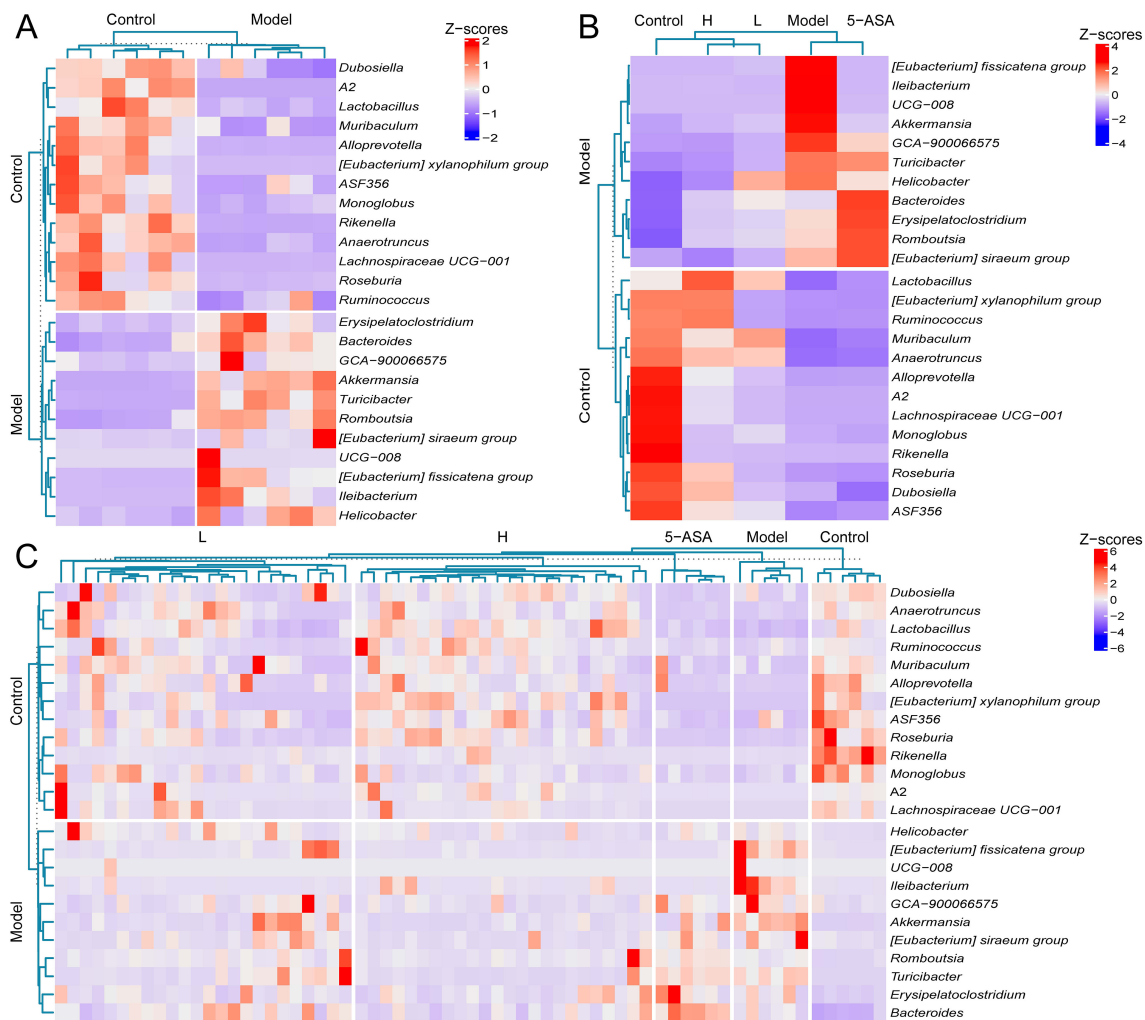 A
Control
Model
Z-scores
2
1
0
−1
−2
Control
Model
Dubosiella
A2
Lactobacillus
Muribaculum
Alloprevotella
[Eubacterium] xylanophilum group
ASF356
Monoglobus
Rikenella
Anaerotruncus
Lachnospiraceae UCG−001
Roseburia
Ruminococcus
Erysipelatoclostridium
Bacteroides
GCA−900066575
Akkermansia
Turicibacter
Romboutsia
[Eubacterium] siraeum group
UCG−008
[Eubacterium] fissicatena group
Ileibacterium
Helicobacter
B
Control
H
L
Model
5−ASA
Z−scores
4
2
0
−2
−4
Model
Control
[Eubacterium] fissicatena group
Ileibacterium
UCG−008
Akkermansia
GCA−900066575
Turicibacter
Helicobacter
Bacteroides
Erysipelatoclostridium
Romboutsia
[Eubacterium] siraeum group
Lactobacillus
[Eubacterium] xylanophilum group
Ruminococcus
Muribaculum
Anaerotruncus
Alloprevotella
A2
Lachnospiraceae UCG−001
Monoglobus
Rikenella
Roseburia
Dubosiella
ASF356
C
L
H
5−ASA
Model
Control
Z−scores
6
4
2
0
−2
−4
−6
Control
Model
Dubosiella
Anaerotruncus
Lactobacillus
Ruminococcus
Muribaculum
Alloprevotella
[Eubacterium] xylanophilum group
ASF356
Roseburia
Rikenella
Monoglobus
A2
Lachnospiraceae UCG−001
Helicobacter
[Eubacterium] fissicatena group
UCG−008
Ileibacterium
GCA−900066575
Akkermansia
[Eubacterium] siraeum group
Romboutsia
Turicibacter
Erysipelatoclostridium
Bacteroides